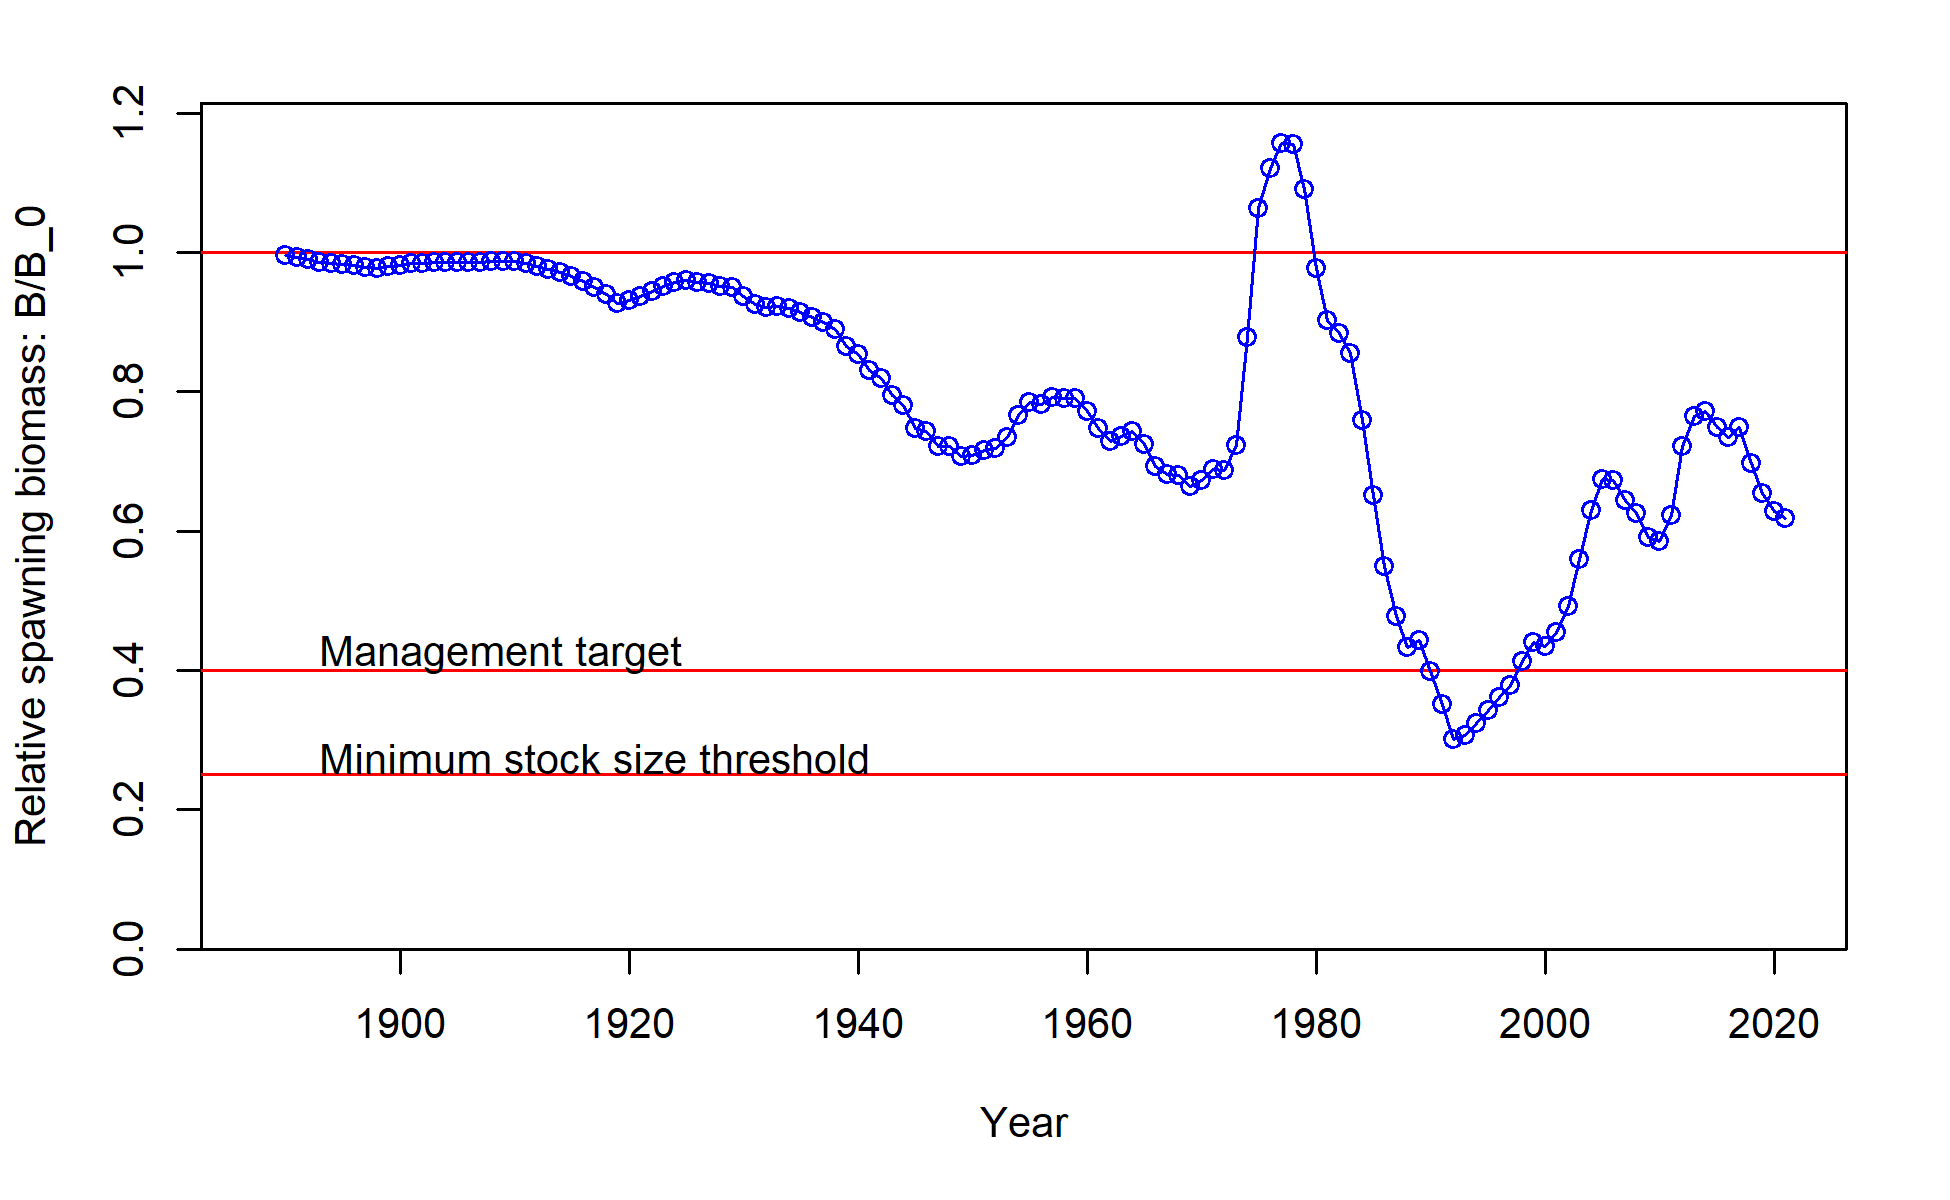 Relative spawning biomass: B/B_0
1.2
1.0
0.8
0.6
0.4
0.2
0.0
Management target
Minimum stock size threshold
1900 1920 1940 1960 1980 2000 2020
Year